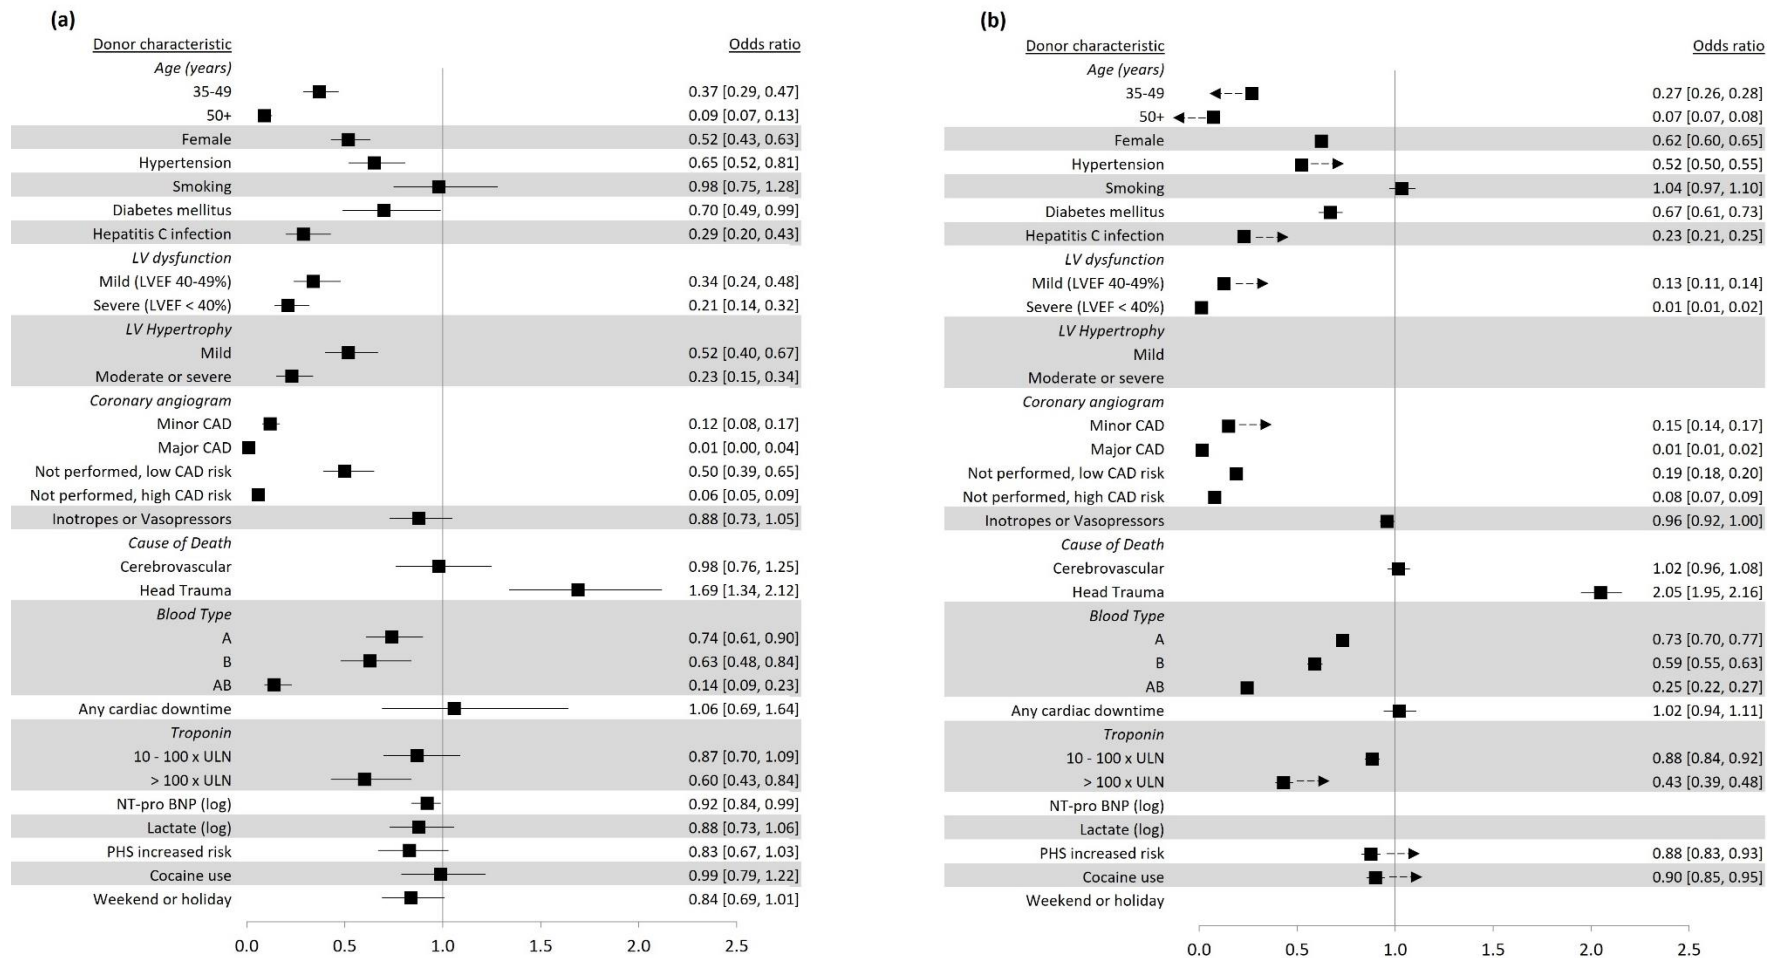 (a)
Donor characteristic Odds ratio
Age (years)
35-49 0.37 [0.29, 0.47]
50+ 0.09 [0.07, 0.13]
Female 0.52 [0.43, 0.63]
Hypertension 0.65 [0.52, 0.81]
Smoking 0.98 [0.75, 1.28]
Diabetes mellitus 0.70 [0.49, 0.99]
Hepatitis C infection 0.29 [0.20, 0.43]
LV dysfunction
Mild (LVEF 40-49%) 0.34 [0.24, 0.48]
Severe (LVEF < 40%) 0.21 [0.14, 0.32]
LV Hypertrophy
Mild 0.52 [0.40, 0.67]
Moderate or severe 0.23 [0.15, 0.34]
Coronary angiogram
Minor CAD 0.12 [0.08, 0.17]
Major CAD 0.01 [0.00, 0.04]
Not performed, low CAD risk 0.50 [0.39, 0.65]
Not performed, high CAD risk 0.06 [0.05, 0.09]
Inotropes or Vasopressors 0.88 [0.73, 1.05]
Cause of Death
Cerebrovascular 0.98 [0.76, 1.25]
Head Trauma 1.69 [1.34, 2.12]
Blood Type
A 0.74 [0.61, 0.90]
B 0.63 [0.48, 0.84]
AB 0.14 [0.09, 0.23]
Any cardiac downtime 1.06 [0.69, 1.64]
Troponin
10 - 100 x ULN 0.87 [0.70, 1.09]
> 100 x ULN 0.60 [0.43, 0.84]
NT-pro BNP (log) 0.92 [0.84, 0.99]
Lactate (log) 0.88 [0.73, 1.06]
PHS increased risk 0.83 [0.67, 1.03]
Cocaine use 0.99 [0.79, 1.22]
Weekend or holiday 0.84 [0.69, 1.01]
0.0 0.5 1.0 1.5 2.0 2.5
(b)
Donor characteristic Odds ratio
Age (years)
35-49 0.27 [0.26, 0.28]
50+ 0.07 [0.07, 0.08]
Female 0.62 [0.60, 0.65]
Hypertension 0.52 [0.50, 0.55]
Smoking 1.04 [0.97, 1.10]
Diabetes mellitus 0.67 [0.61, 0.73]
Hepatitis C infection 0.23 [0.21, 0.25]
LV dysfunction
Mild (LVEF 40-49%) 0.13 [0.11, 0.14]
Severe (LVEF < 40%) 0.01 [0.01, 0.02]
LV Hypertrophy
Mild
Moderate or severe
Coronary angiogram
Minor CAD 0.15 [0.14, 0.17]
Major CAD 0.01 [0.01, 0.02]
Not performed, low CAD risk 0.19 [0.18, 0.20]
Not performed, high CAD risk 0.08 [0.07, 0.09]
Inotropes or Vasopressors 0.96 [0.92, 1.00]
Cause of Death
Cerebrovascular 1.02 [0.96, 1.08]
Head Trauma 2.05 [1.95, 2.16]
Blood Type
A 0.73 [0.70, 0.77]
B 0.59 [0.55, 0.63]
AB 0.25 [0.22, 0.27]
Any cardiac downtime 1.02 [0.94, 1.11]
Troponin
10 - 100 x ULN 0.88 [0.84, 0.92]
> 100 x ULN 0.43 [0.39, 0.48]
NT-pro BNP (log)
Lactate (log)
PHS increased risk 0.88 [0.83, 0.93]
Cocaine use 0.90 [0.85, 0.95]
Weekend or holiday
0.0 0.5 1.0 1.5 2.0 2.5